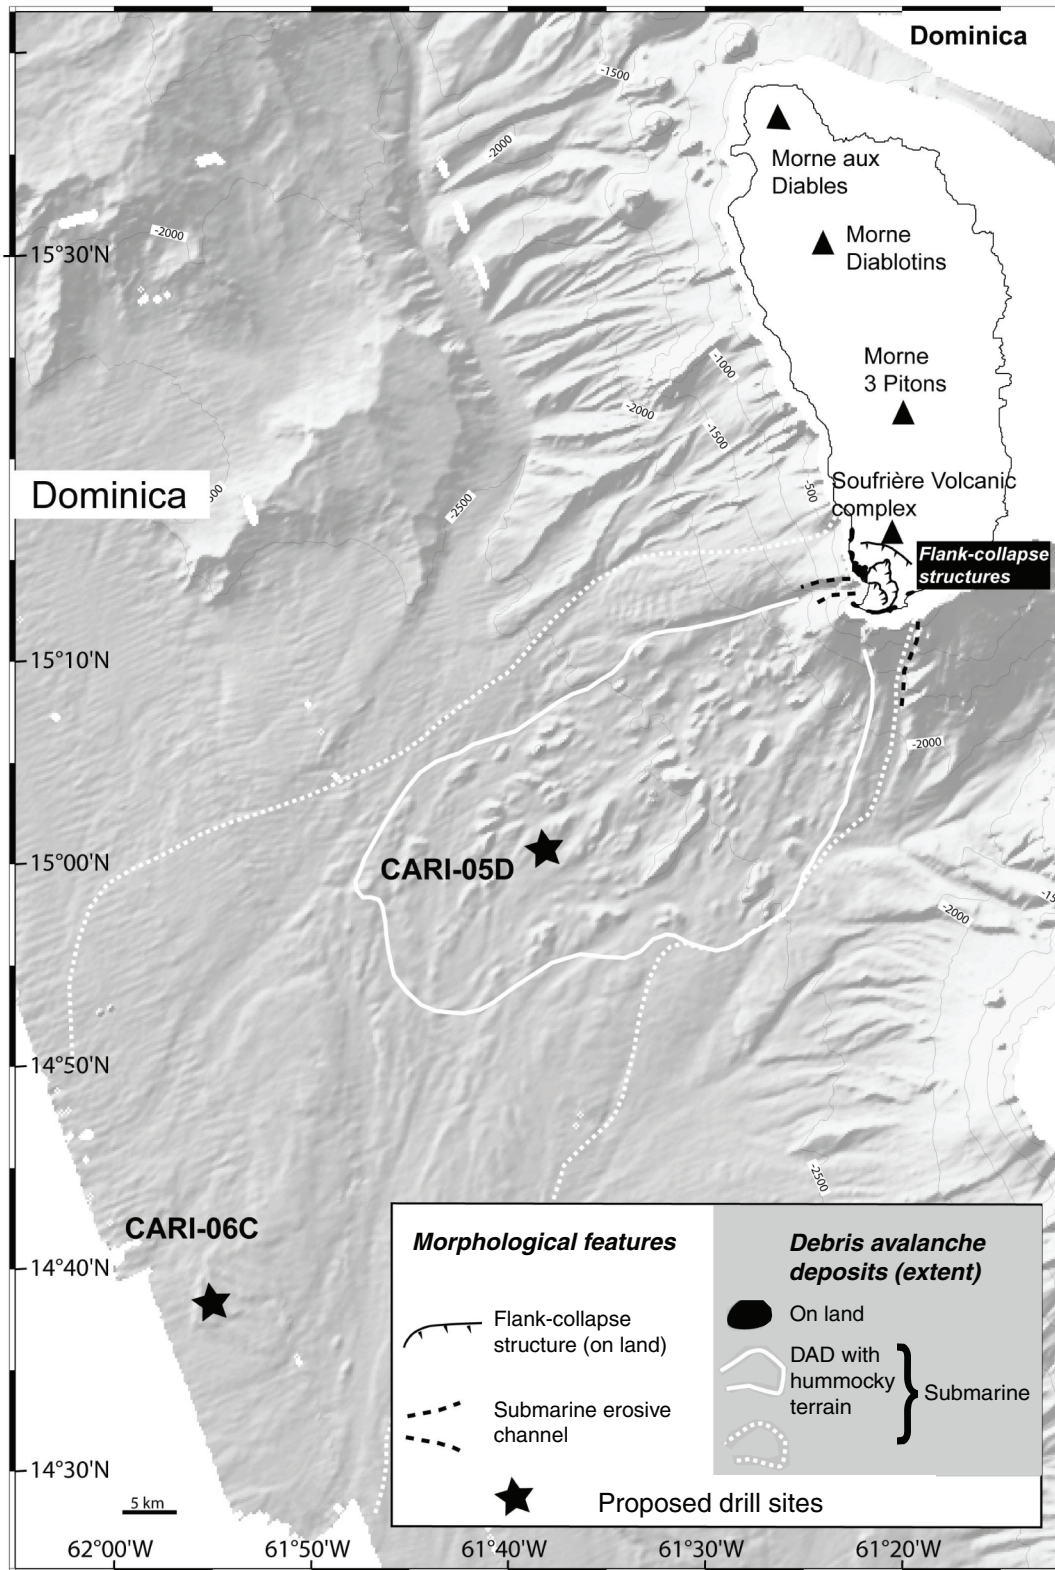 Dominica
-1500
-2000
Morne aux
Diables
-2000
Morne
Diablotins
15°30'N
-1000
Morne
3 Pitons
-2000
-1500
Dominica
-500
Soufrière Volcanic
complex
-2500
Flank-collapse
structures
15°10'N
-2000
15°00'N
CARI-05D
-2000
14°50'N
-2500
CARI-06C
14°40'N
Morphological features
Flank-collapse
structure (on land)
Submarine erosive
channel
Proposed drill sites
Debris avalanche
deposits (extent)
On land
DAD with
hummocky
terrain
Submarine
14°30'N
5 km
62°00'W
61°50'W
61°40'W
61°30'W
61°20'W